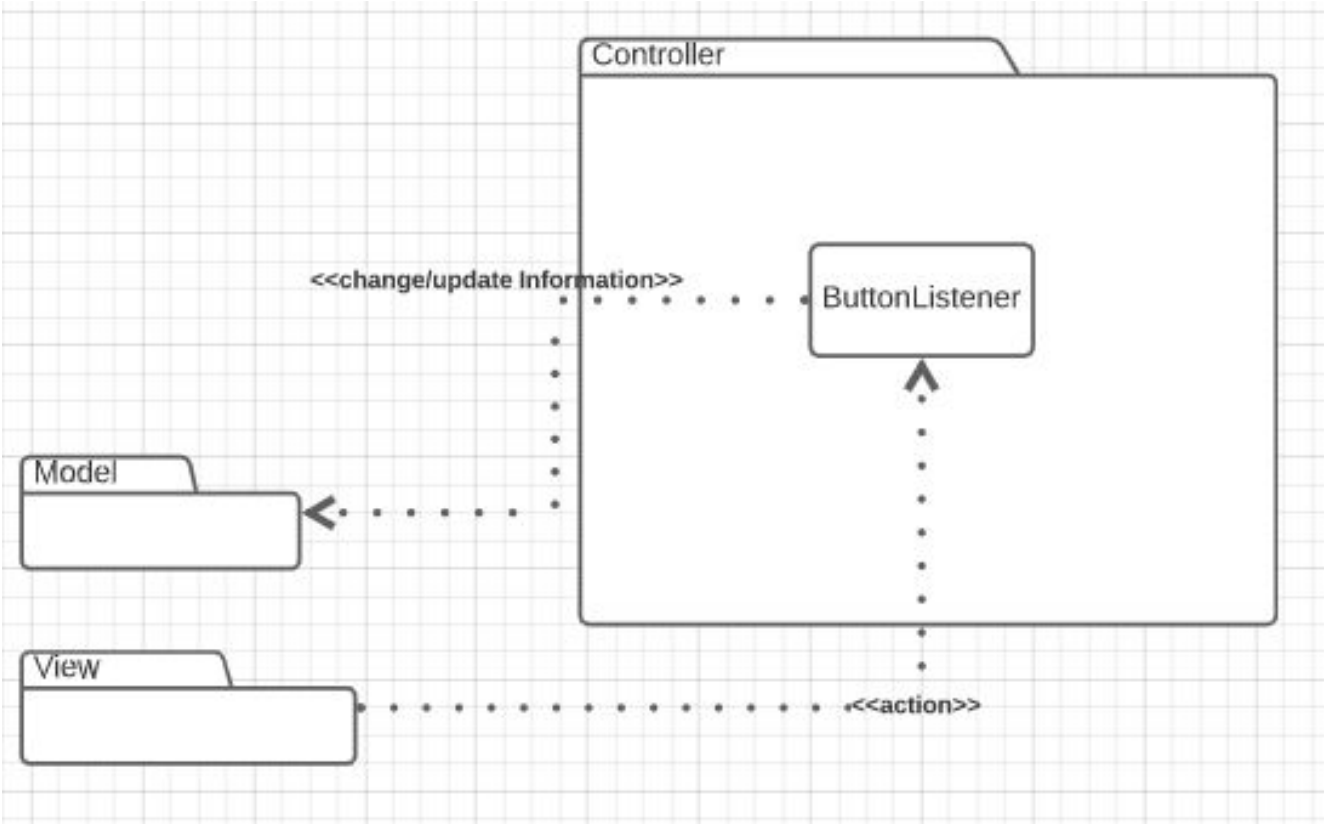 Controller
<<change/update Information>>
ButtonListener
Model
View
<<action>>